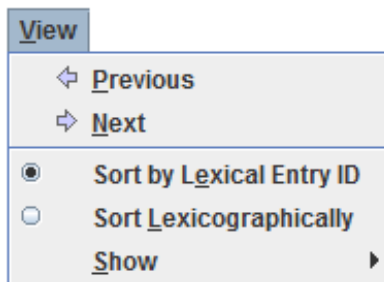 View
Previous
Next
Sort by Lexical Entry ID
Sort Lexicographically
Show